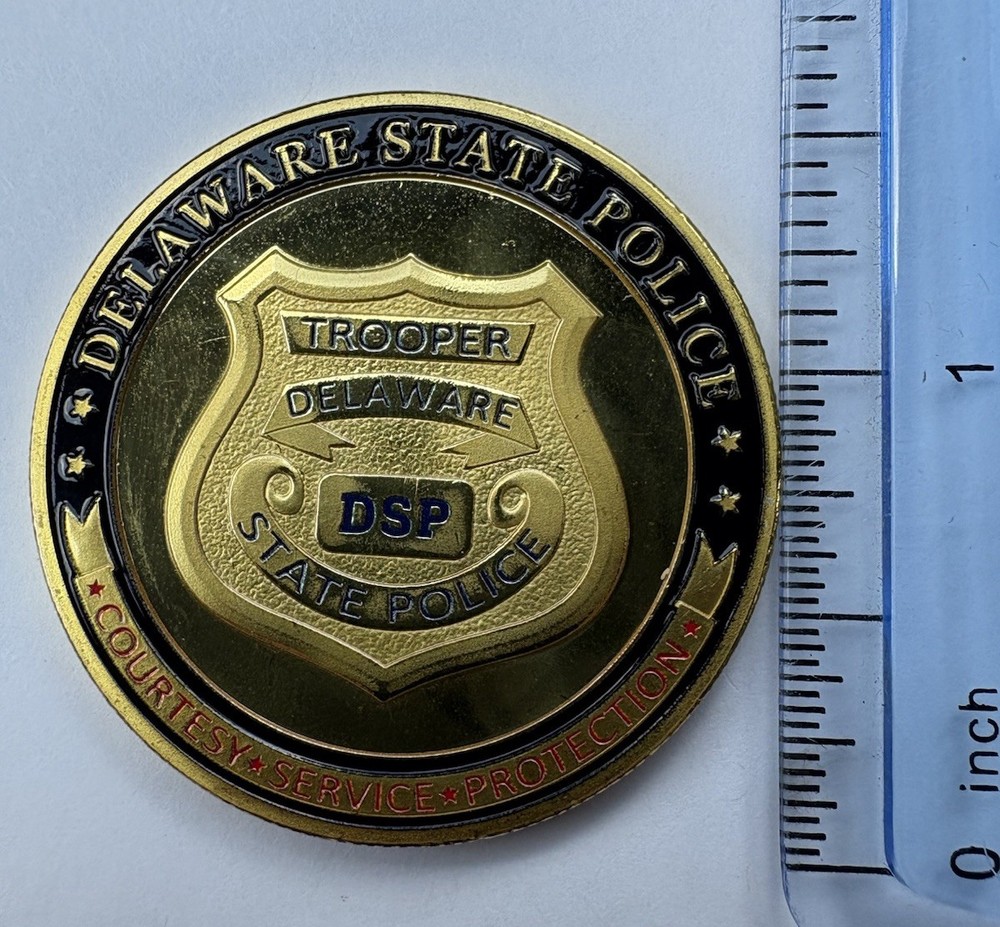 DELAWARE STATE POLICE
TROOPER
DELAWARE
DSP
STATE POLICE
COURTESY★SERVICE★PROTECTION
1
0 inch